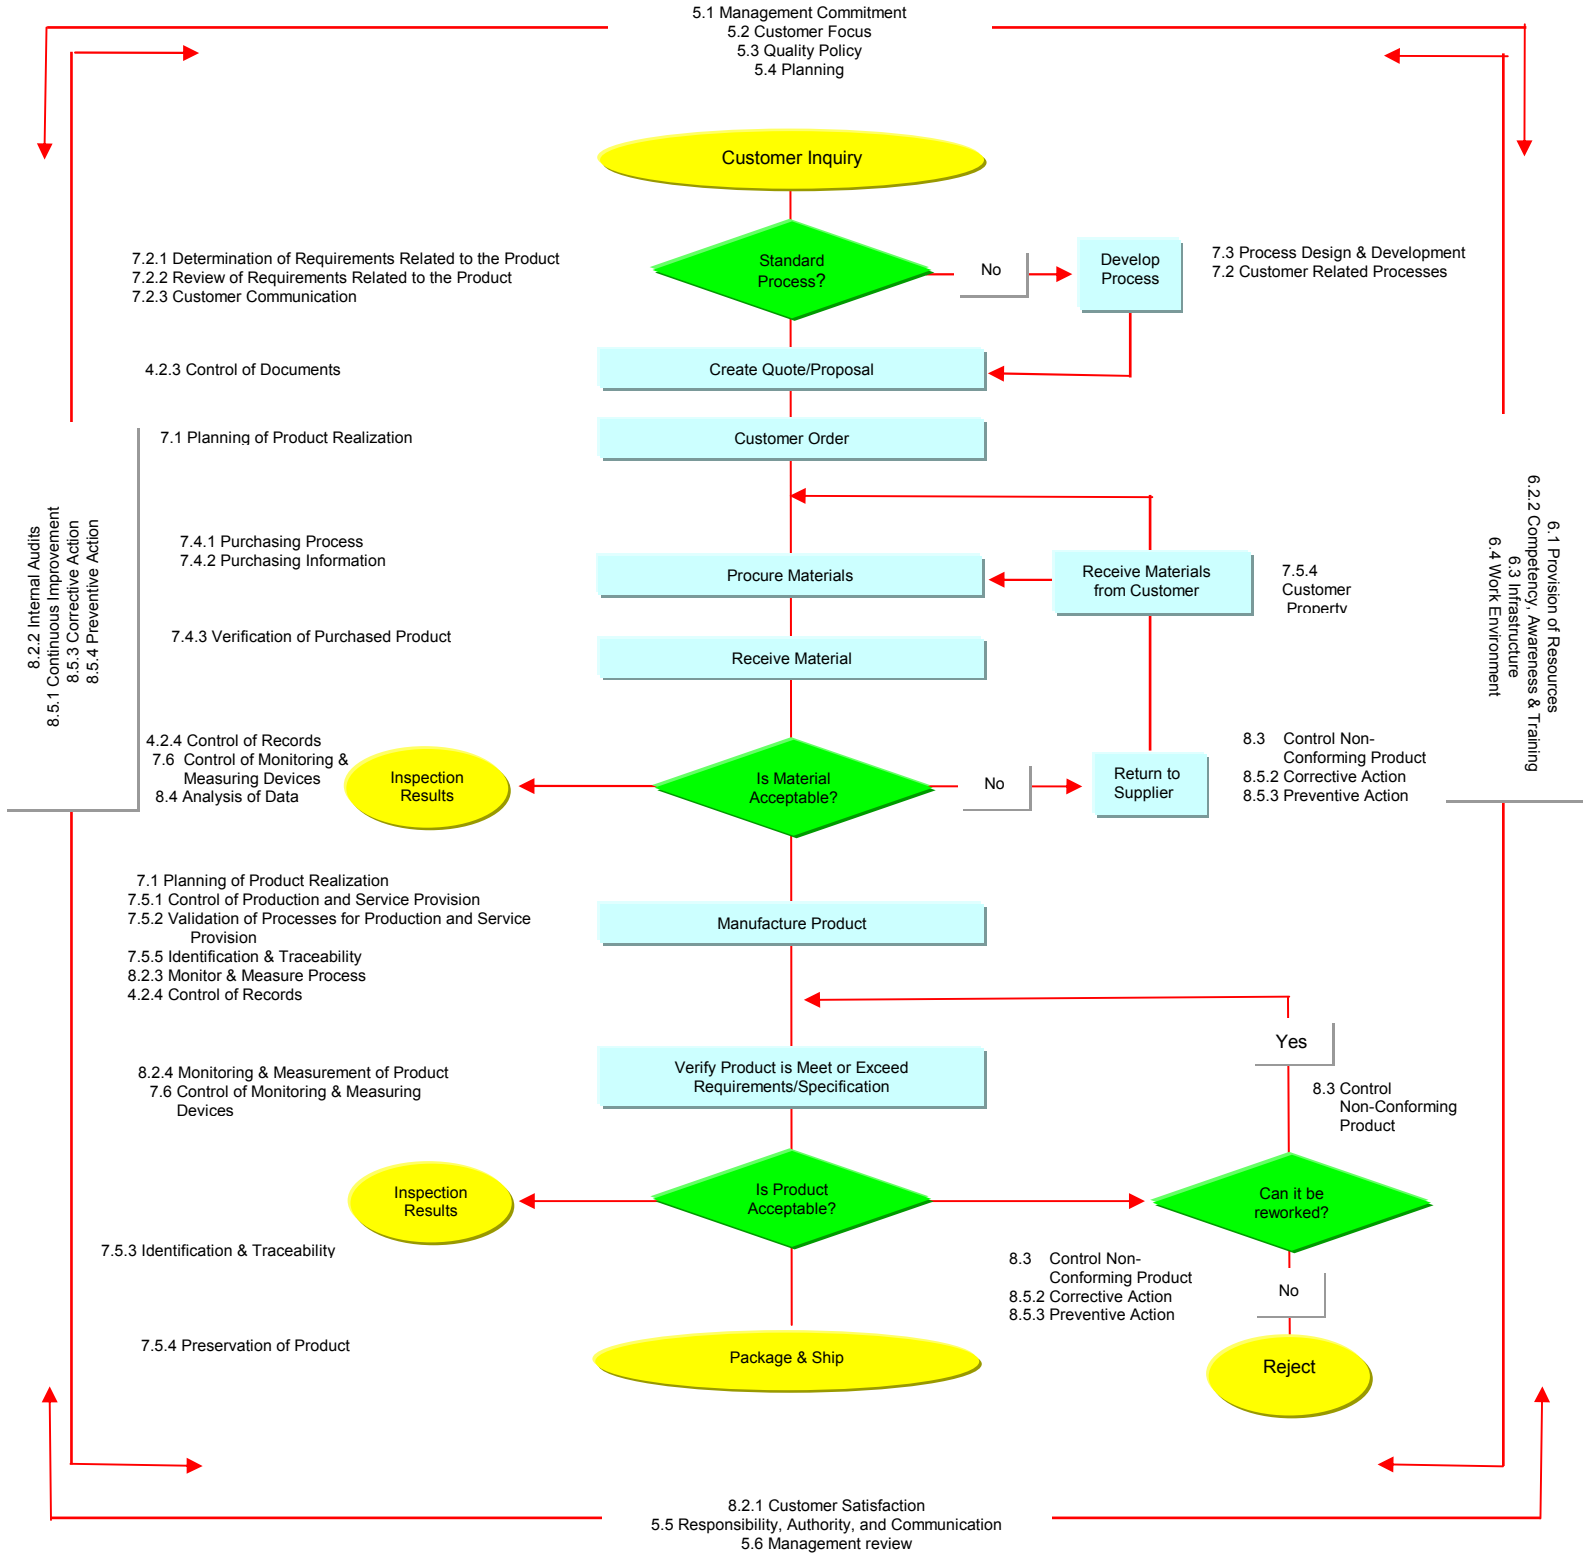 5.1 Management Commitment
5.2 Customer Focus
5.3 Quality Policy
5.4 Planning
Customer Inquiry
7.2.1 Determination of Requirements Related to the Product
7.2.2 Review of Requirements Related to the Product
7.2.3 Customer Communication
Standard
Process?
No
Develop
Process
7.3 Process Design & Development
7.2 Customer Related Processes
4.2.3 Control of Documents
Create Quote/Proposal
7.1 Planning of Product Realization
Customer Order
8.2.2 Internal Audits
8.5.1 Continuous Improvement
8.5.3 Corrective Action
8.5.4 Preventive Action
7.4.1 Purchasing Process
7.4.2 Purchasing Information
Procure Materials
Receive Materials
from Customer
7.5.4
Customer
Property
6.1 Provision of Resources
6.2.2 Competency, Awareness & Training
6.3 Infrastructure
6.4 Work Environment
7.4.3 Verification of Purchased Product
Receive Material
4.2.4 Control of Records
7.6 Control of Monitoring &
Measuring Devices
8.4 Analysis of Data
Inspection
Results
Is Material
Acceptable?
No
Return to
Supplier
8.3 Control Non-
Conforming Product
8.5.2 Corrective Action
8.5.3 Preventive Action
7.1 Planning of Product Realization
7.5.1 Control of Production and Service Provision
7.5.2 Validation of Processes for Production and Service
Provision
7.5.5 Identification & Traceability
8.2.3 Monitor & Measure Process
4.2.4 Control of Records
Manufacture Product
Yes
8.2.4 Monitoring & Measurement of Product
7.6 Control of Monitoring & Measuring
Devices
Verify Product is Meet or Exceed
Requirements/Specification
8.3 Control
Non-Conforming
Product
Inspection
Results
Is Product
Acceptable?
Can it be
reworked?
7.5.3 Identification & Traceability
8.3 Control Non-
Conforming Product
8.5.2 Corrective Action
8.5.3 Preventive Action
No
7.5.4 Preservation of Product
Package & Ship
Reject
8.2.1 Customer Satisfaction
5.5 Responsibility, Authority, and Communication
5.6 Management review